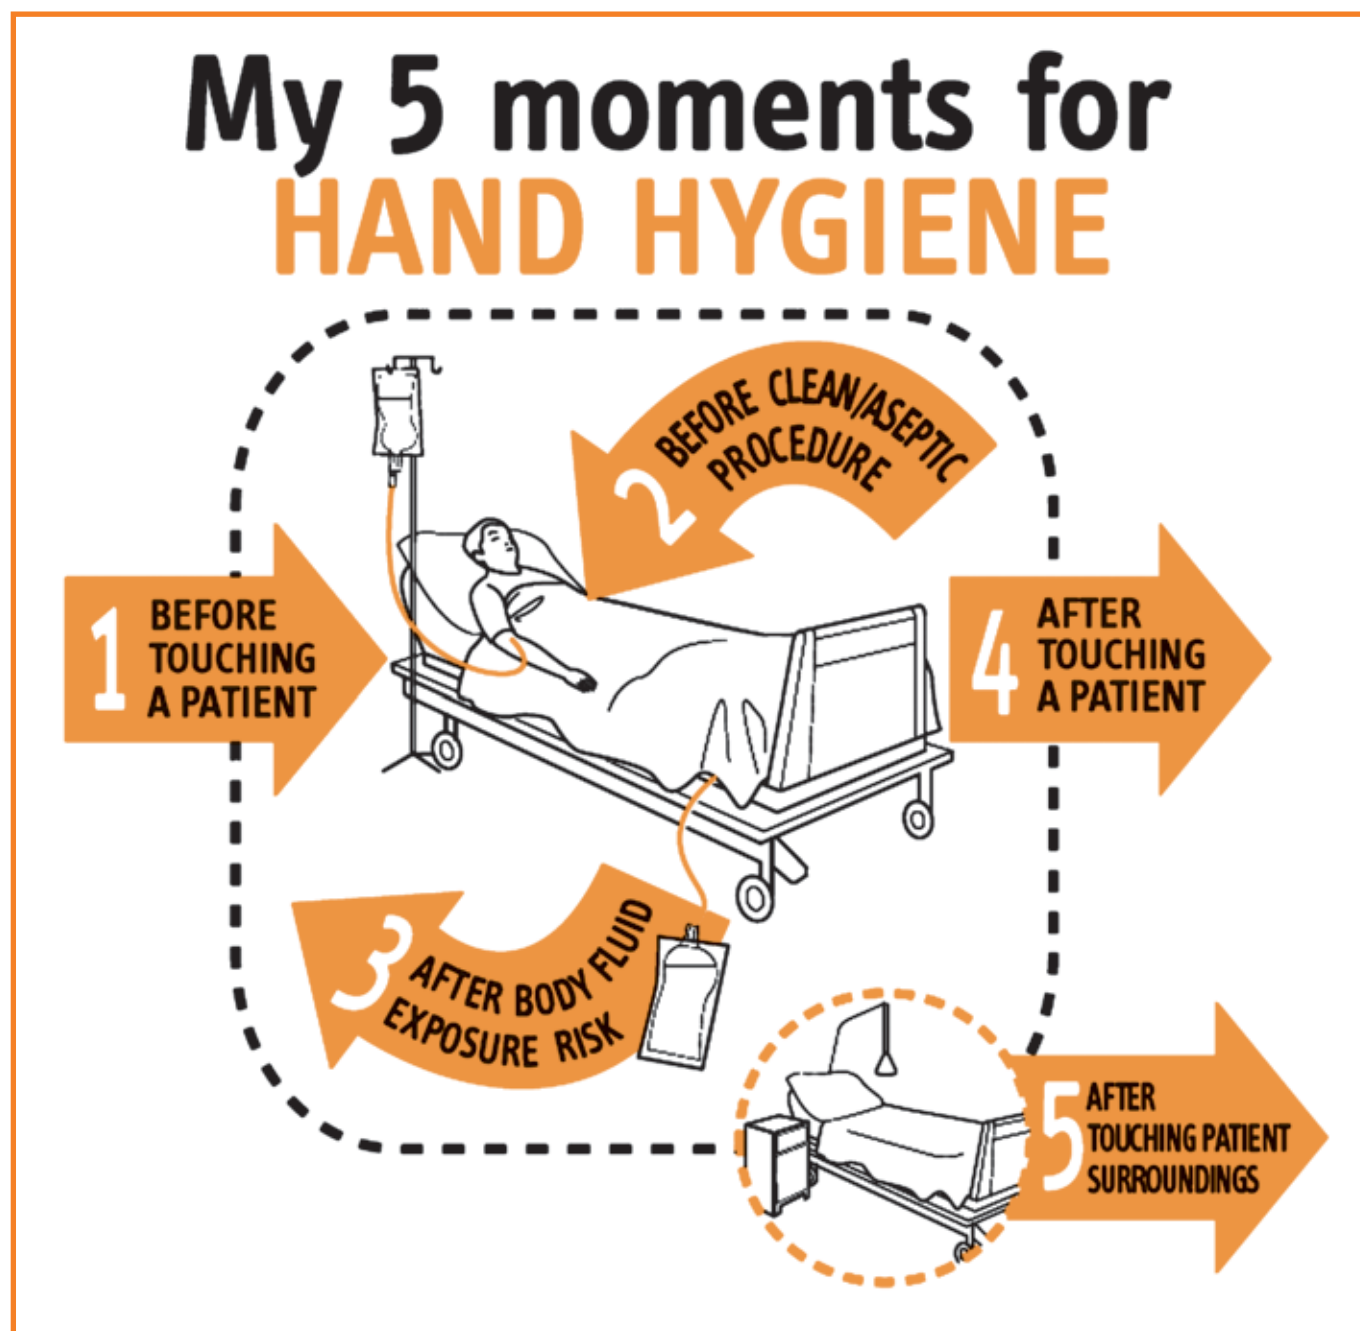 My 5 moments for
HAND HYGIENE
1
BEFORE
TOUCHING
A PATIENT
2
BEFORE CLEAN/ASEPTIC
PROCEDURE
3
AFTER BODY FLUID
EXPOSURE RISK
4
AFTER
TOUCHING
A PATIENT
5
AFTER
TOUCHING PATIENT
SURROUNDINGS